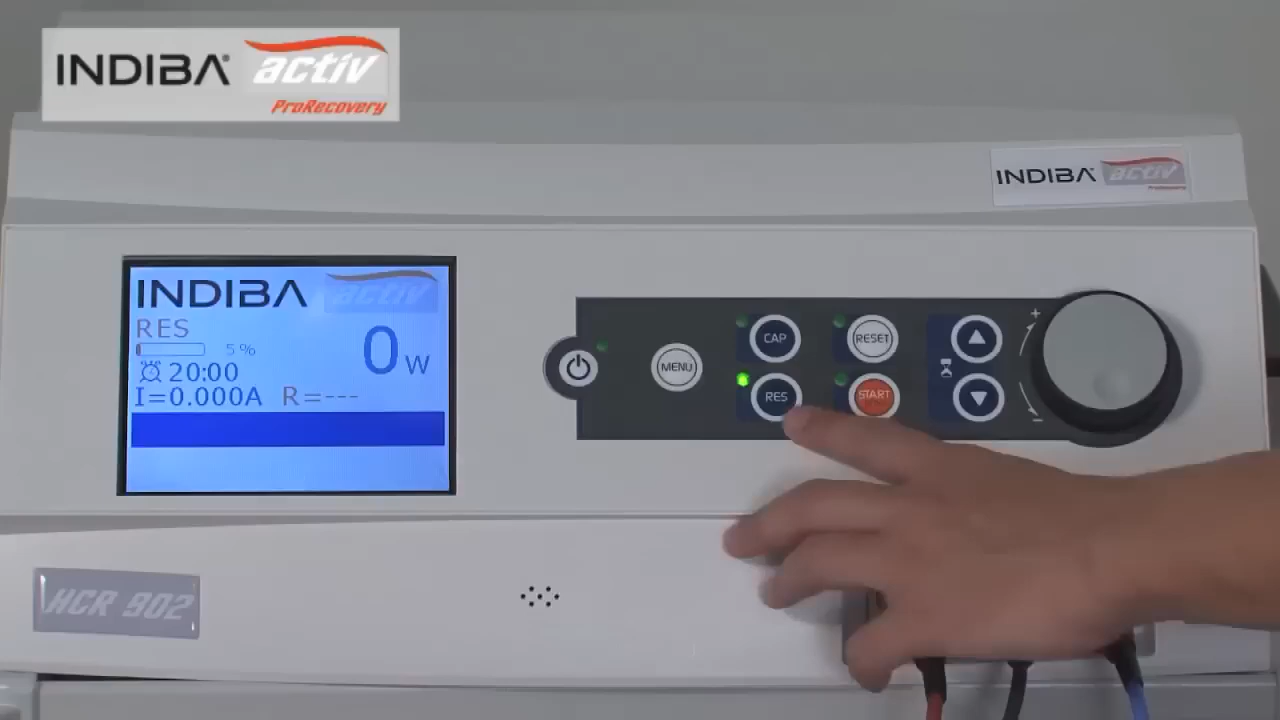 INDIBA® activ
ProRecovery
INDIBA activ
ProRecovery
INDIBA activ
RES
5%
0 W
20:00
I=0.000A R=---
MENU
CAP
RES
RESET
START
+
−
HCR 902